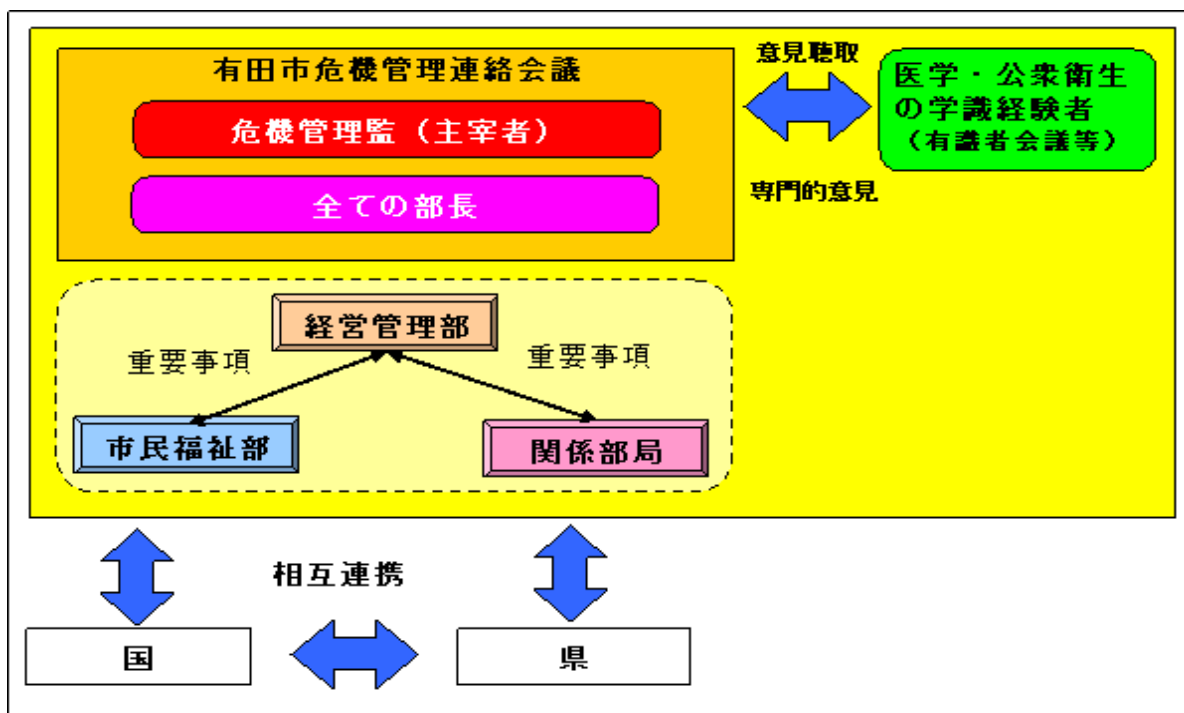 有田市危機管理連絡会議
危機管理監（主宰者）
全ての部長
意見聴取
専門的意見
医学・公衆衛生
の学識経験者
（有識者会議等）
経営管理部
重要事項
重要事項
市民福祉部
関係部局
相互連携
国
県